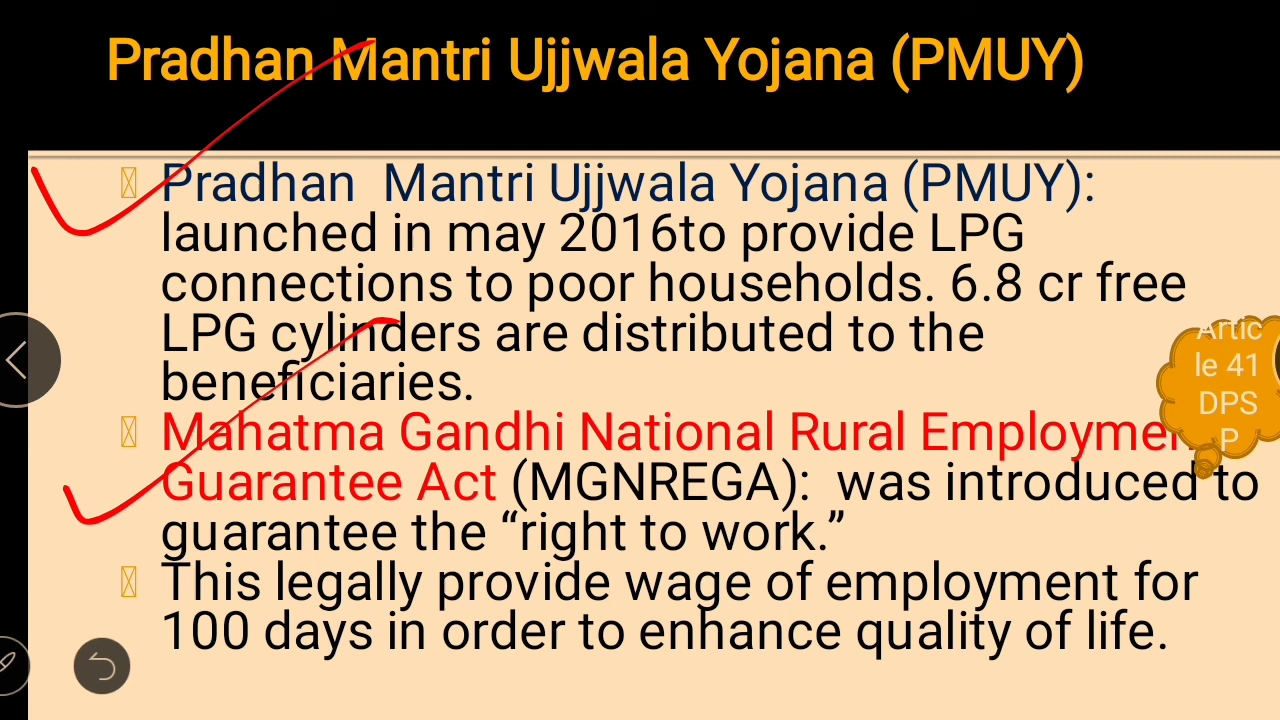 Pradhan Mantri Ujjwala Yojana (PMUY)
Pradhan Mantri Ujjwala Yojana (PMUY):
launched in may 2016to provide LPG
connections to poor households. 6.8 cr free
LPG cylinders are distributed to the
beneficiaries.
Mahatma Gandhi National Rural
Guarantee Act (MGNREGA): was introduced to
guarantee the “right to work.”
This legally provide wage of employment for
100 days in order to enhance quality of life.
Artic
le 41
DPS
P